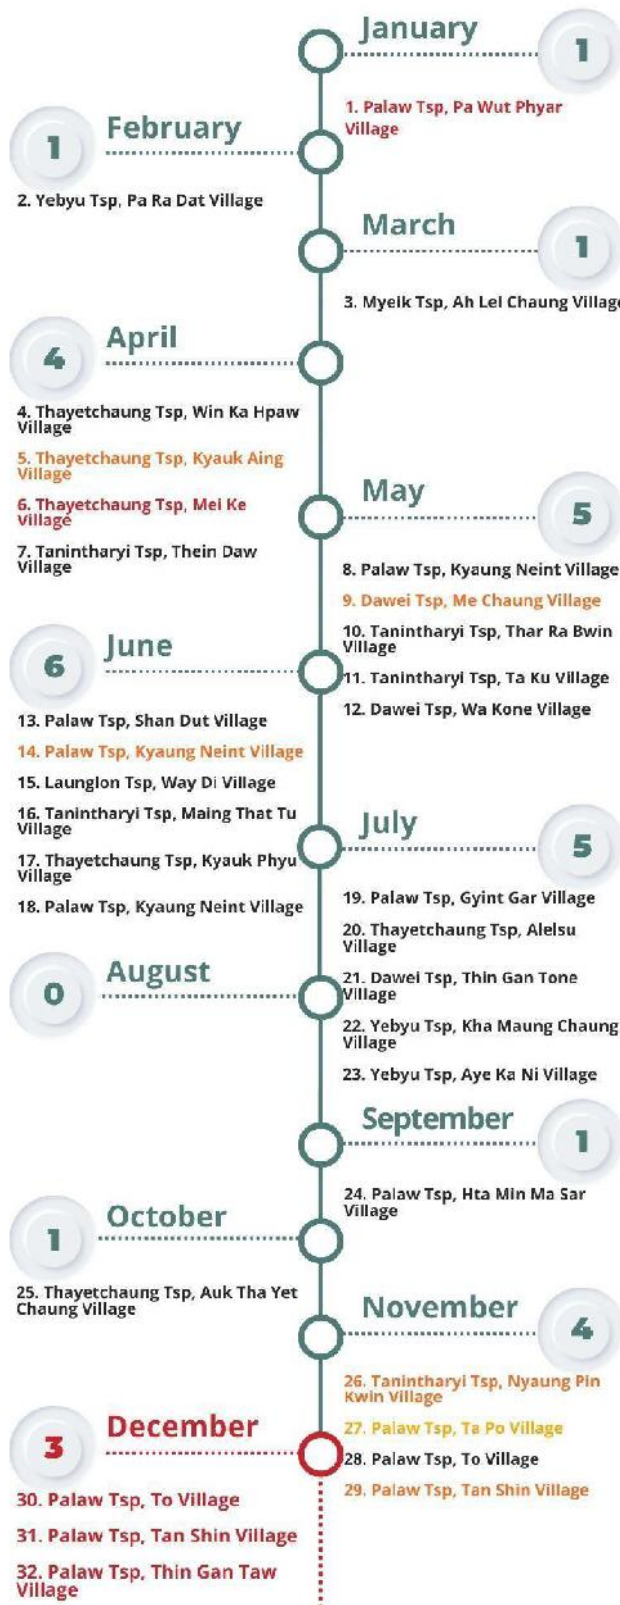 January
1
1. Palaw Tsp, Pa Wut Phyar
Village
February
1
2. Yebyu Tsp, Pa Ra Dat Village
March
1
3. Myeik Tsp, Ah Lel Chaung Village
April
4
4. Thayetchaung Tsp, Win Ka Hpaw
Village
5. Thayetchaung Tsp, Kyauk Aing
Village
6. Thayetchaung Tsp, Mei Ke
Village
7. Tanintharyi Tsp, Thein Daw
Village
May
5
8. Palaw Tsp, Kyaung Neint Village
9. Dawei Tsp, Me Chaung Village
10. Tanintharyi Tsp, Thar Ra Bwin
Village
11. Tanintharyi Tsp, Ta Ku Village
12. Dawei Tsp, Wa Kone Village
June
6
13. Palaw Tsp, Shan Dut Village
14. Palaw Tsp, Kyaung Neint Village
15. Launglon Tsp, Way Di Village
16. Tanintharyi Tsp, Maing That Tu
Village
17. Thayetchaung Tsp, Kyauk Phyu
Village
18. Palaw Tsp, Kyaung Neint Village
July
5
19. Palaw Tsp, Gyint Gar Village
20. Thayetchaung Tsp, Alelsu
Village
21. Dawei Tsp, Thin Gan Tone
Village
22. Yebyu Tsp, Kha Maung Chaung
Village
23. Yebyu Tsp, Aye Ka Ni Village
August
0
September
1
24. Palaw Tsp, Hta Min Ma Sar
Village
October
1
25. Thayetchaung Tsp, Auk Tha Yet
Chaung Village
November
4
26. Tanintharyi Tsp, Nyaung Pin
Kwin Village
27. Palaw Tsp, Ta Po Village
28. Palaw Tsp, To Village
29. Palaw Tsp, Tan Shin Village
December
3
30. Palaw Tsp, To Village
31. Palaw Tsp, Tan Shin Village
32. Palaw Tsp, Thin Gan Taw
Village